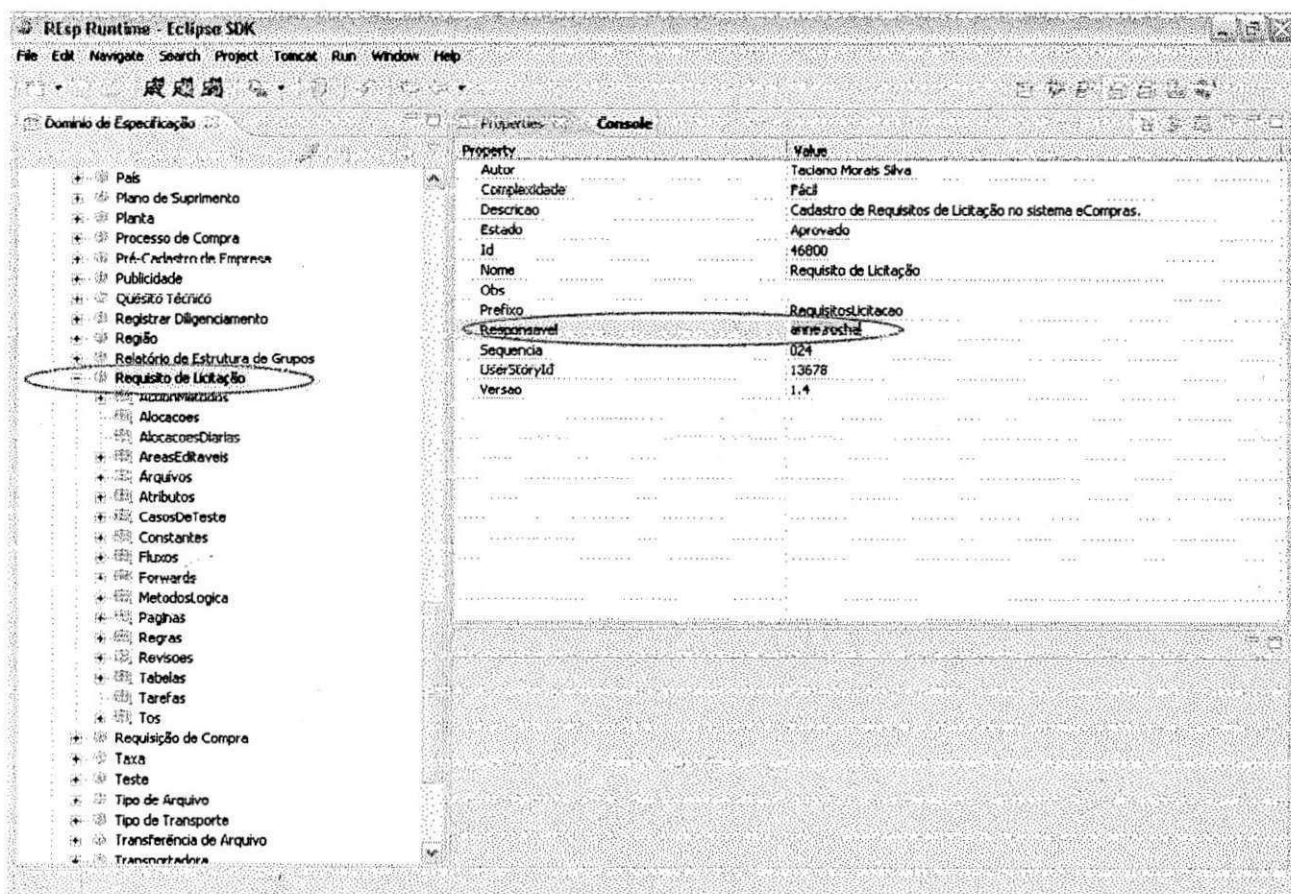 REsp Runtime - Eclipse SDK
File Edit Navigate Search Project Tomcat Run Window Help
Domínio de Especificação
País
Plano de Suprimento
Planta
Processo de Compra
Pré-Cadastro de Empresa
Publicidade
Quesito Técnico
Registrar Diligenciamento
Região
Relatório de Estrutura de Grupos
Requisito de Licitação
ActionMetodos
Alocacoes
AlocacoesDiarias
AreasEditaveis
Arquivos
Atributos
CasosDeTeste
Constantes
Fluxos
Forwards
MetodosLogica
Paginas
Regras
Revisoes
Tabelas
Tarefas
Tos
Requisição de Compra
Taxa
Teste
Tipo de Arquivo
Tipo de Transporte
Transferência de Arquivo
Transportadora
Properties Console
Property Value
Autor Taciano Morais Silva
Complexidade Fácil
Descricao Cadastro de Requisitos de Licitação no sistema eCompras.
Estado Aprovado
Id 46800
Nome Requisito de Licitação
Obs
Prefixo RequisitosLicitacao
Responsavel
Sequencia 024
UserStoryId 13678
Versao 1.4